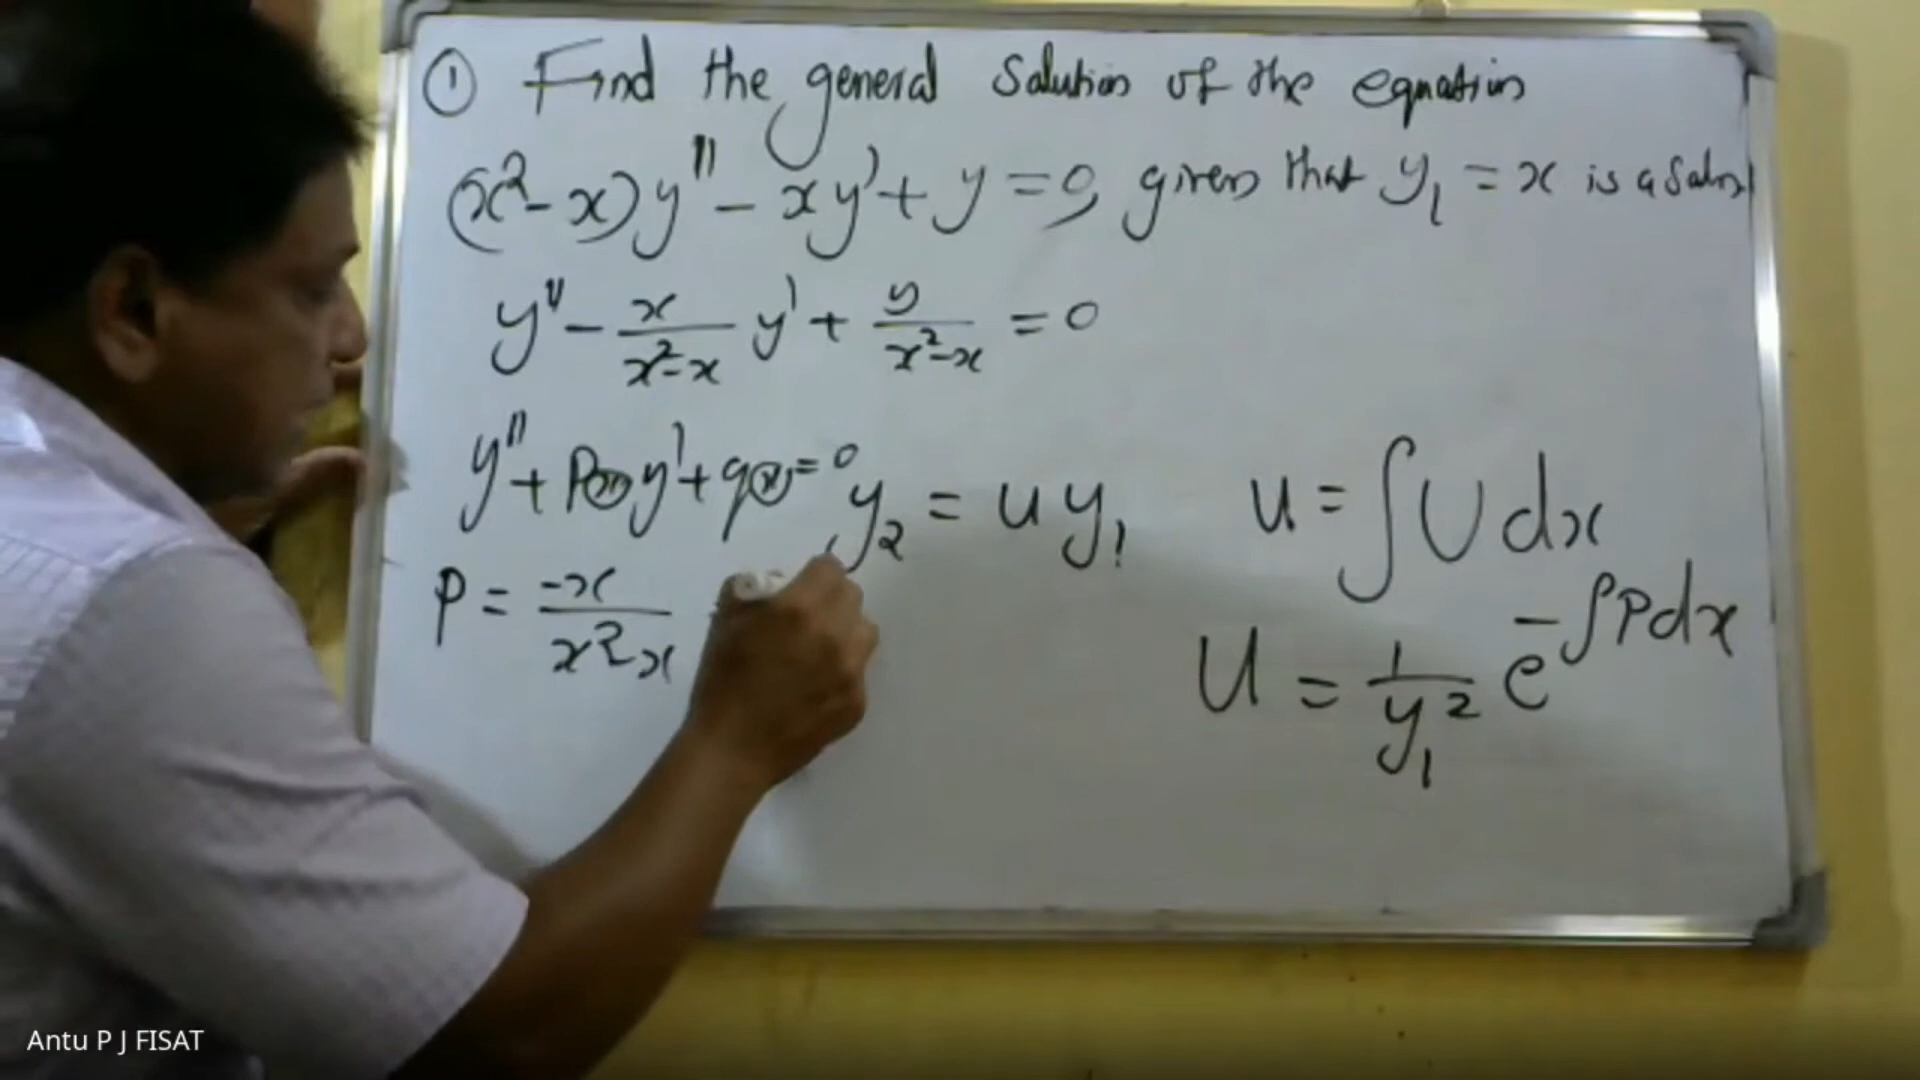 ① Find the general Solution of the equation
(x²-x)y'' - xy' + y = 0, given that y₁ = x is a Soln
y'' - x/(x²-x) y' + y/(x²-x) = 0
y'' + P(x)y' + q(x) = 0
y₂ = u y₁
u = ∫U dx
P = -x/(x²-x)
U = 1/y₁² e^(-∫Pdx)
Antu P J FISAT